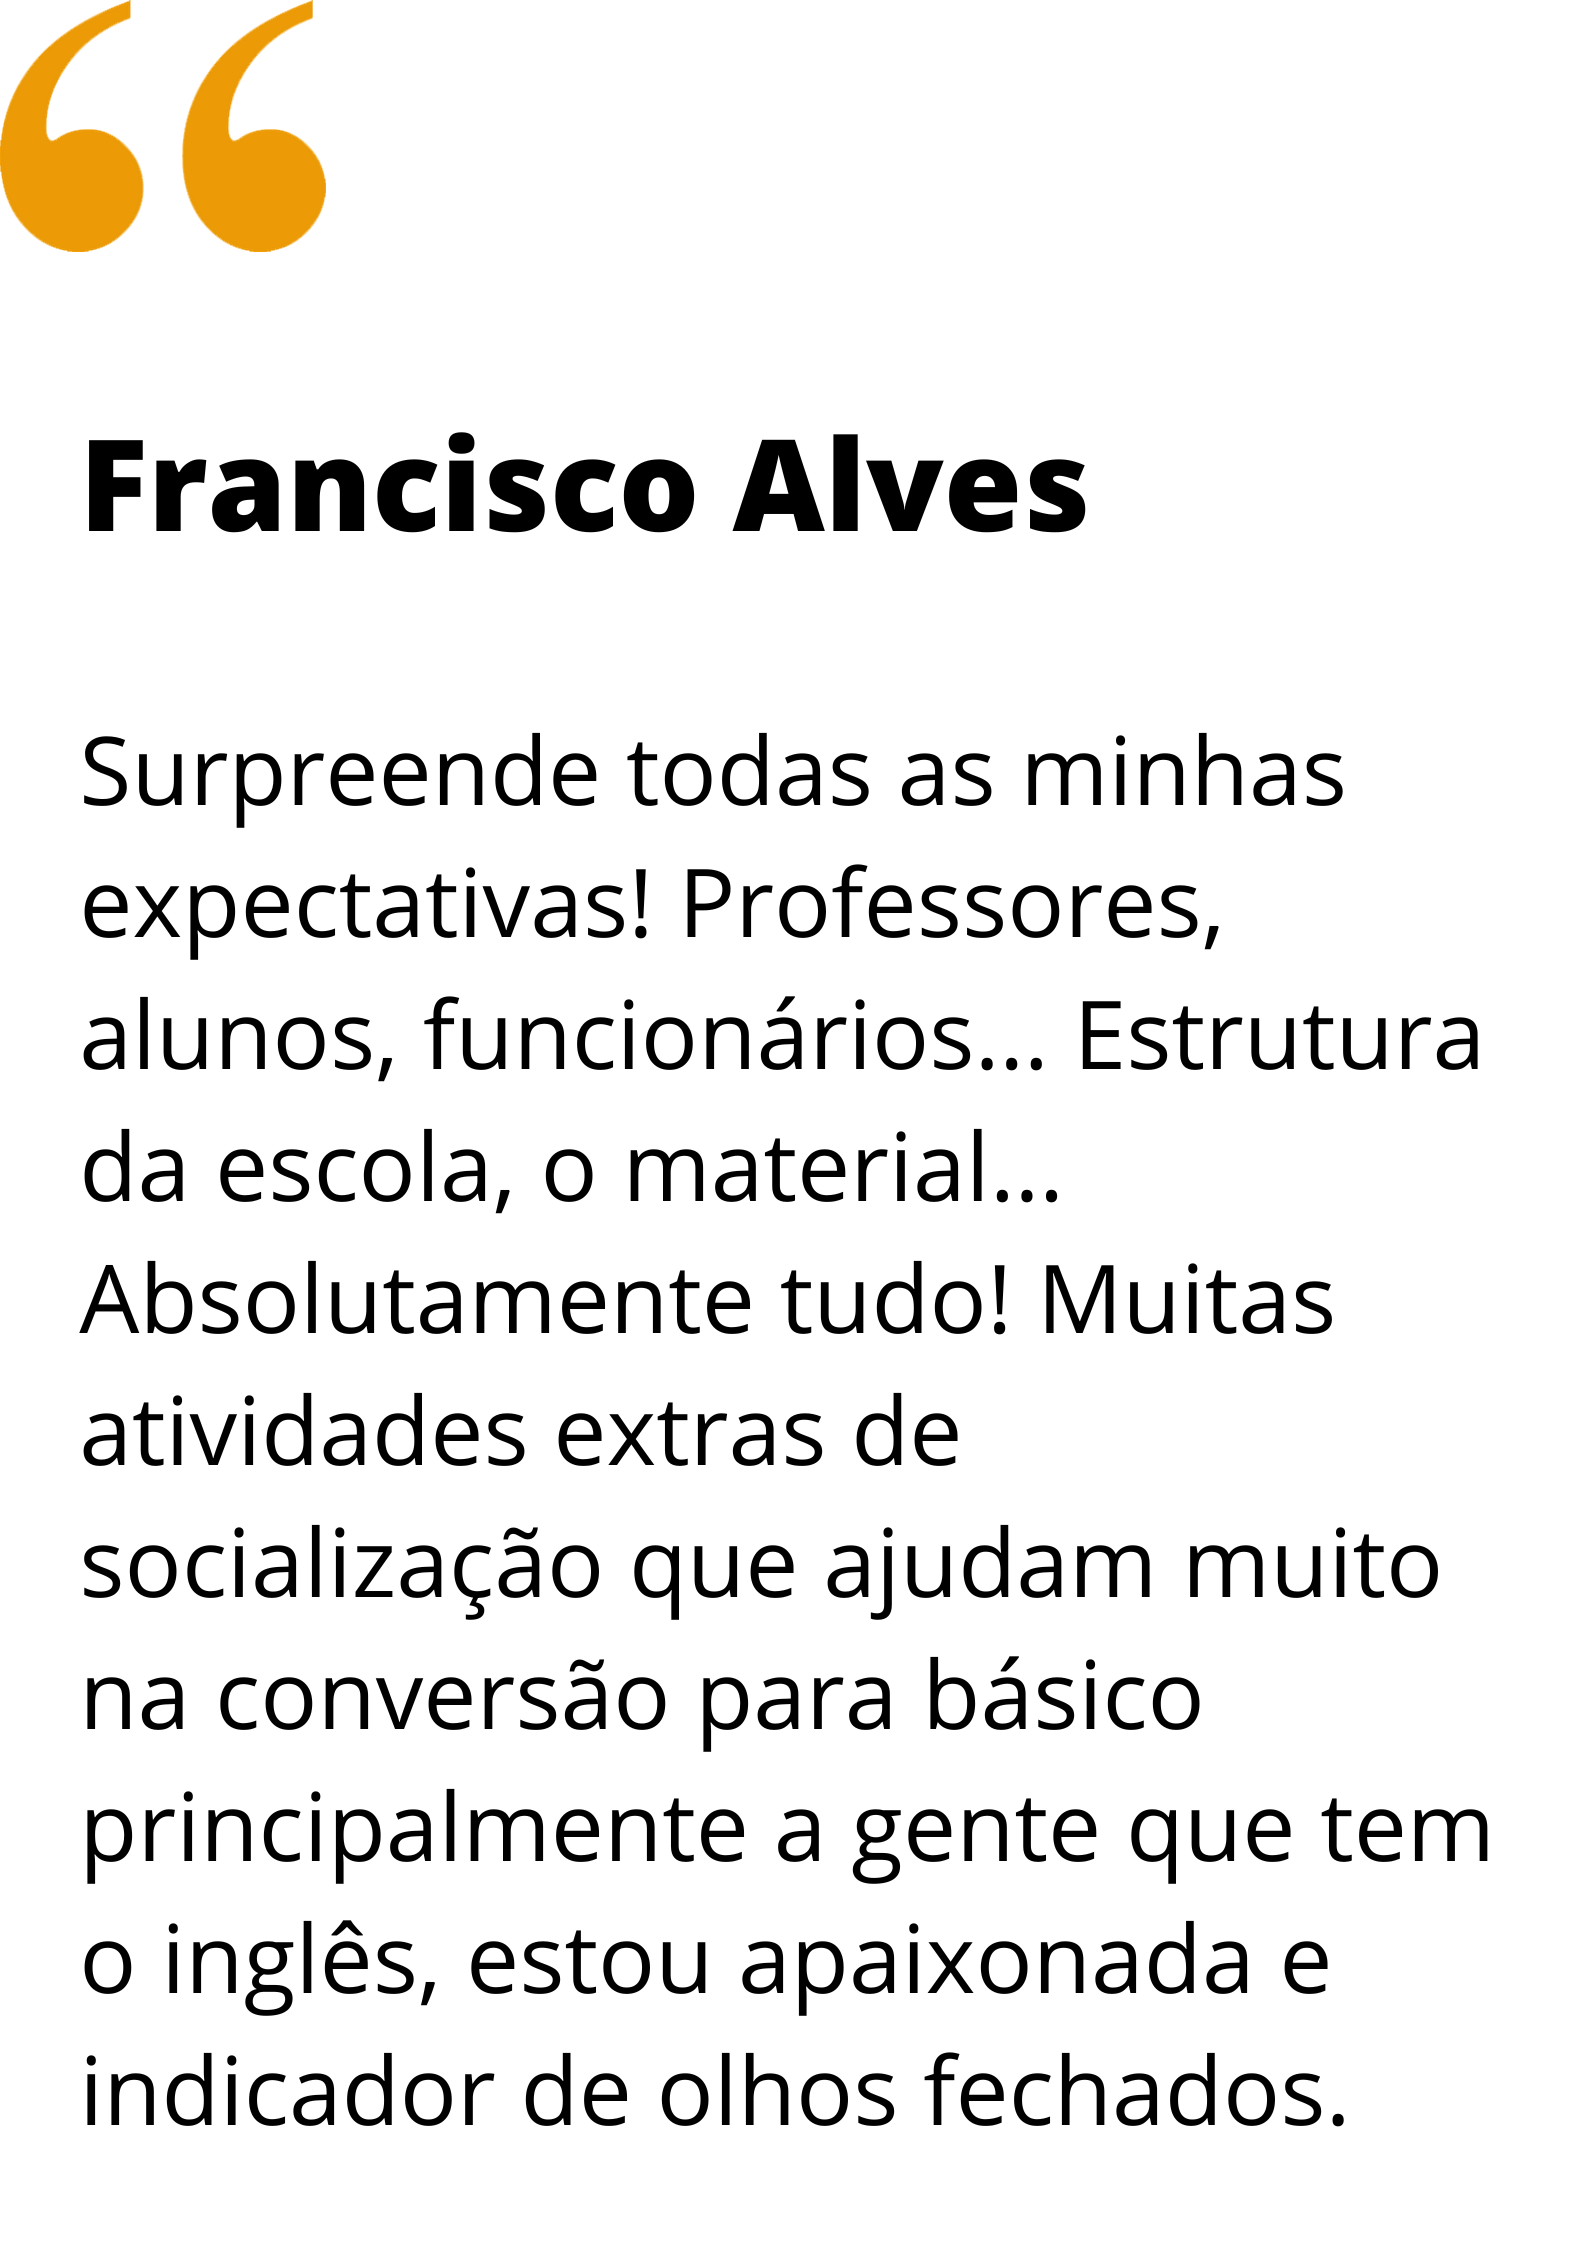 “
Francisco Alves
Surpreende todas as minhas
expectativas! Professores,
alunos, funcionários... Estrutura
da escola, o material...
Absolutamente tudo! Muitas
atividades extras de
socialização que ajudam muito
na conversão para básico
principalmente a gente que tem
o inglês, estou apaixonada e
indicador de olhos fechados.